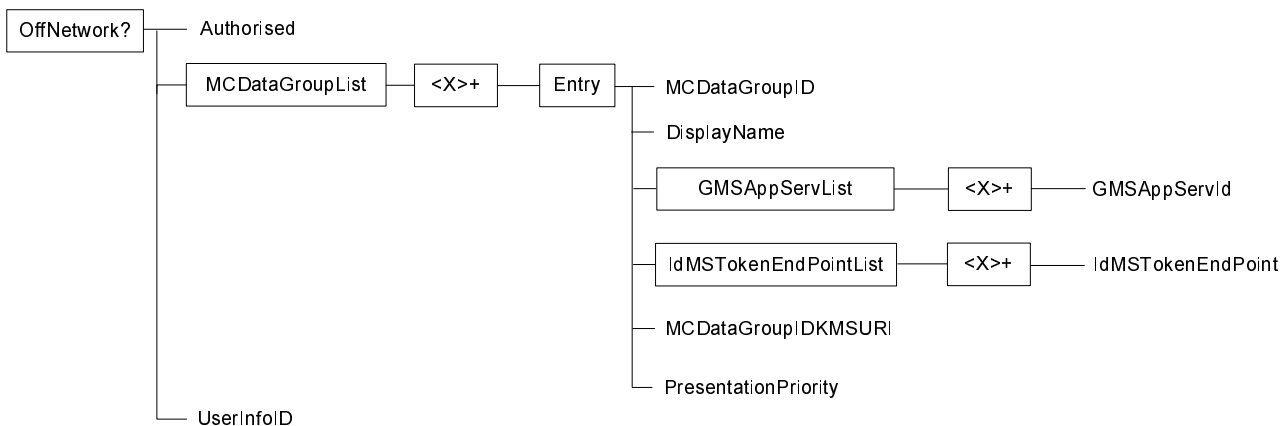 OffNetwork?
Authorised
MCDataGroupList
<X>+
Entry
MCDataGroupID
DisplayName
GMSAppServList
<X>+
GMSAppServId
IdMSTokenEndPointList
<X>+
IdMSTokenEndPoint
MCDataGroupIDKMSURI
PresentationPriority
UserInfoID